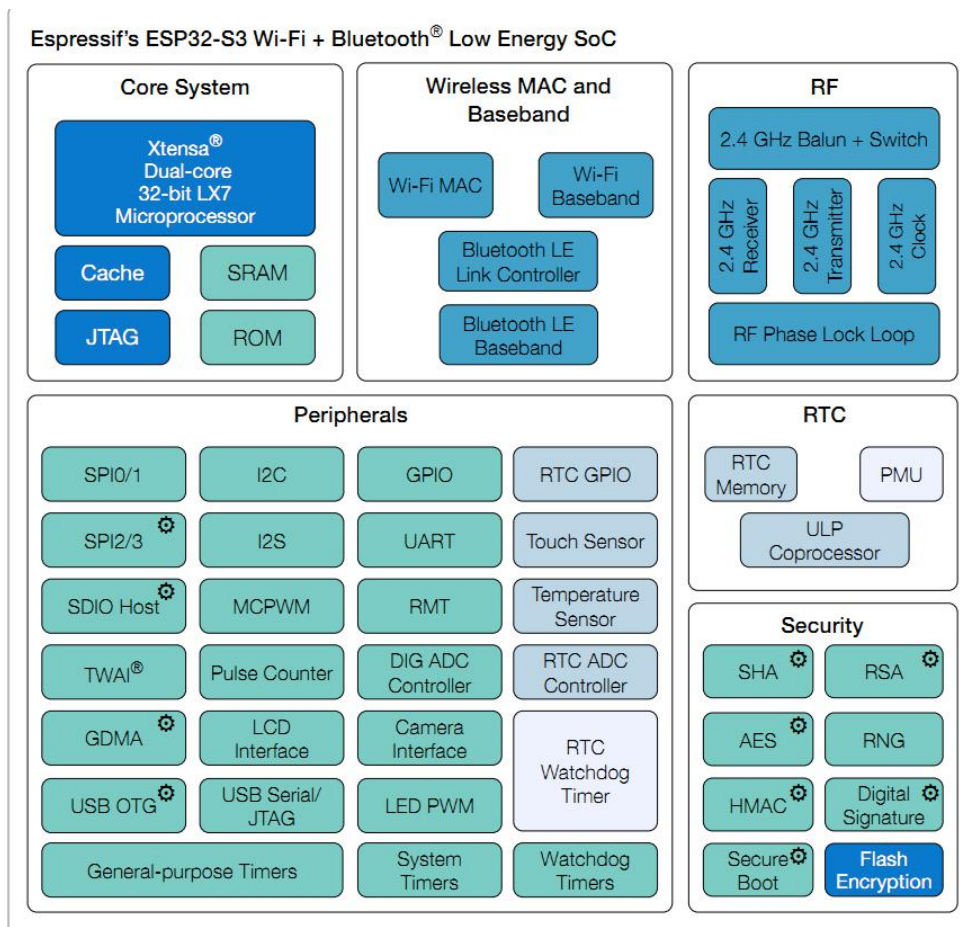 Espressif's ESP32-S3 Wi-Fi + Bluetooth® Low Energy SoC
Core System
Xtensa®
Dual-core
32-bit LX7
Microprocessor
Cache
SRAM
JTAG
ROM
Wireless MAC and
Baseband
Wi-Fi MAC
Wi-Fi
Baseband
Bluetooth LE
Link Controller
Bluetooth LE
Baseband
RF
2.4 GHz Balun + Switch
2.4 GHz
Receiver
2.4 GHz
Transmitter
2.4 GHz
Clock
RF Phase Lock Loop
Peripherals
SPI0/1
I2C
GPIO
RTC GPIO
SPI2/3
I2S
UART
Touch Sensor
SDIO Host
MCPWM
RMT
Temperature
Sensor
TWAI®
Pulse Counter
DIG ADC
Controller
RTC ADC
Controller
GDMA
LCD
Interface
Camera
Interface
RTC
Watchdog
Timer
USB OTG
USB Serial/
JTAG
LED PWM
General-purpose Timers
System
Timers
Watchdog
Timers
RTC
RTC
Memory
PMU
ULP
Coprocessor
Security
SHA
RSA
AES
RNG
HMAC
Digital
Signature
Secure
Boot
Flash
Encryption